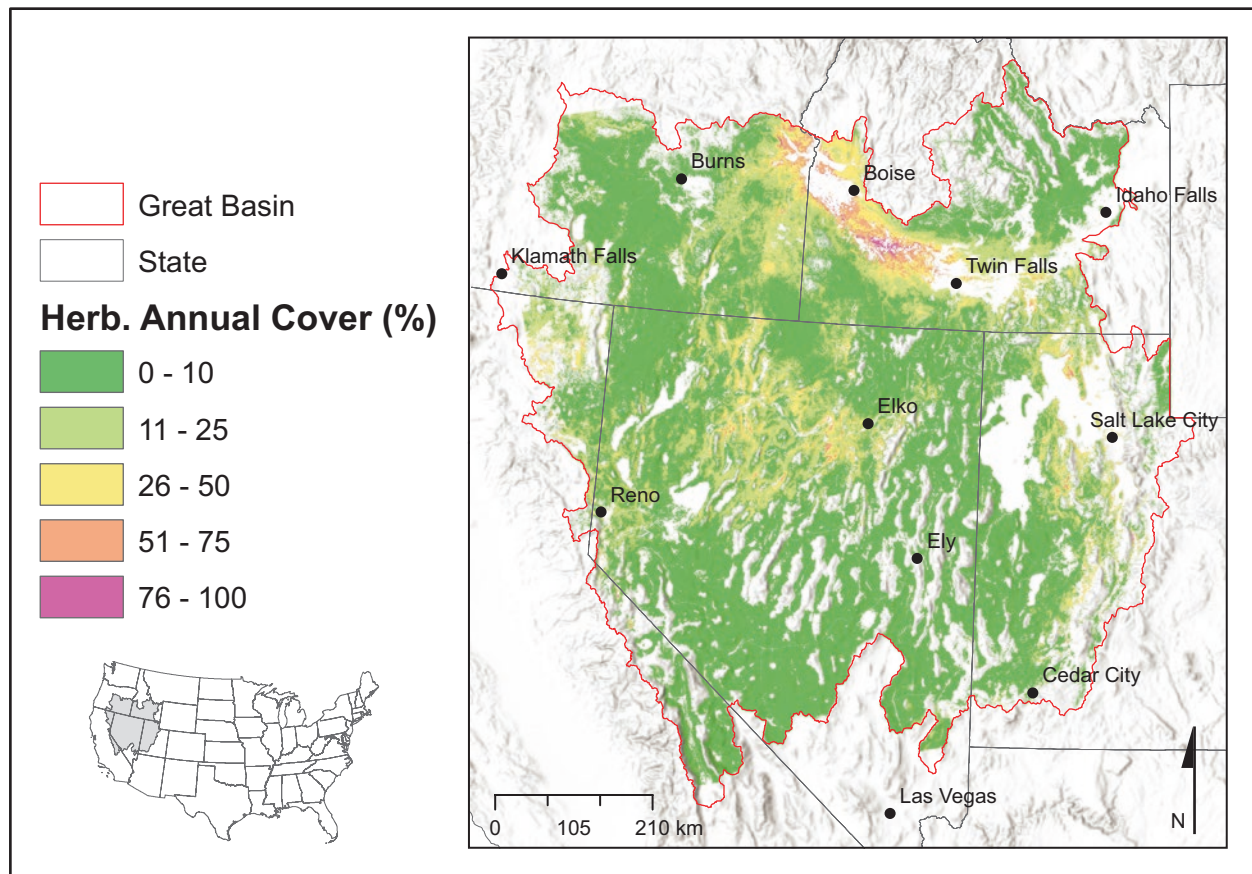 Great Basin
State
Herb. Annual Cover (%)
0 - 10
11 - 25
26 - 50
51 - 75
76 - 100
Burns
Boise
Idaho Falls
Klamath Falls
Twin Falls
Elko
Salt Lake City
Reno
Ely
Cedar City
Las Vegas
0 105 210 km
N